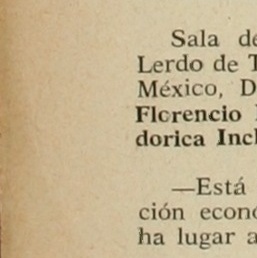 Sala de
Lerdo de T
México, D
Florencio
dorica Incl
—Está
ción econó
ha lugar a